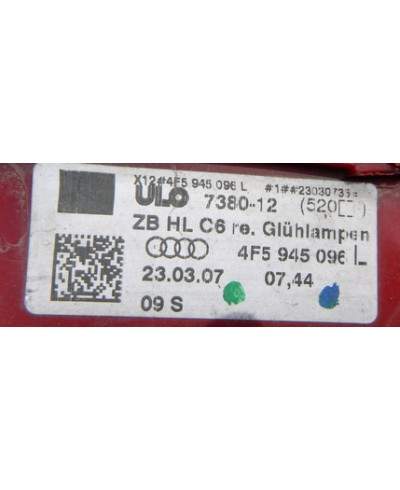 X12#4F5 945 096 L #1##23030733=
ULO 7380-12 (520
ZB HL C6 re. Glühlampen
4F5 945 096 L
23.03.07 07,44
09 S